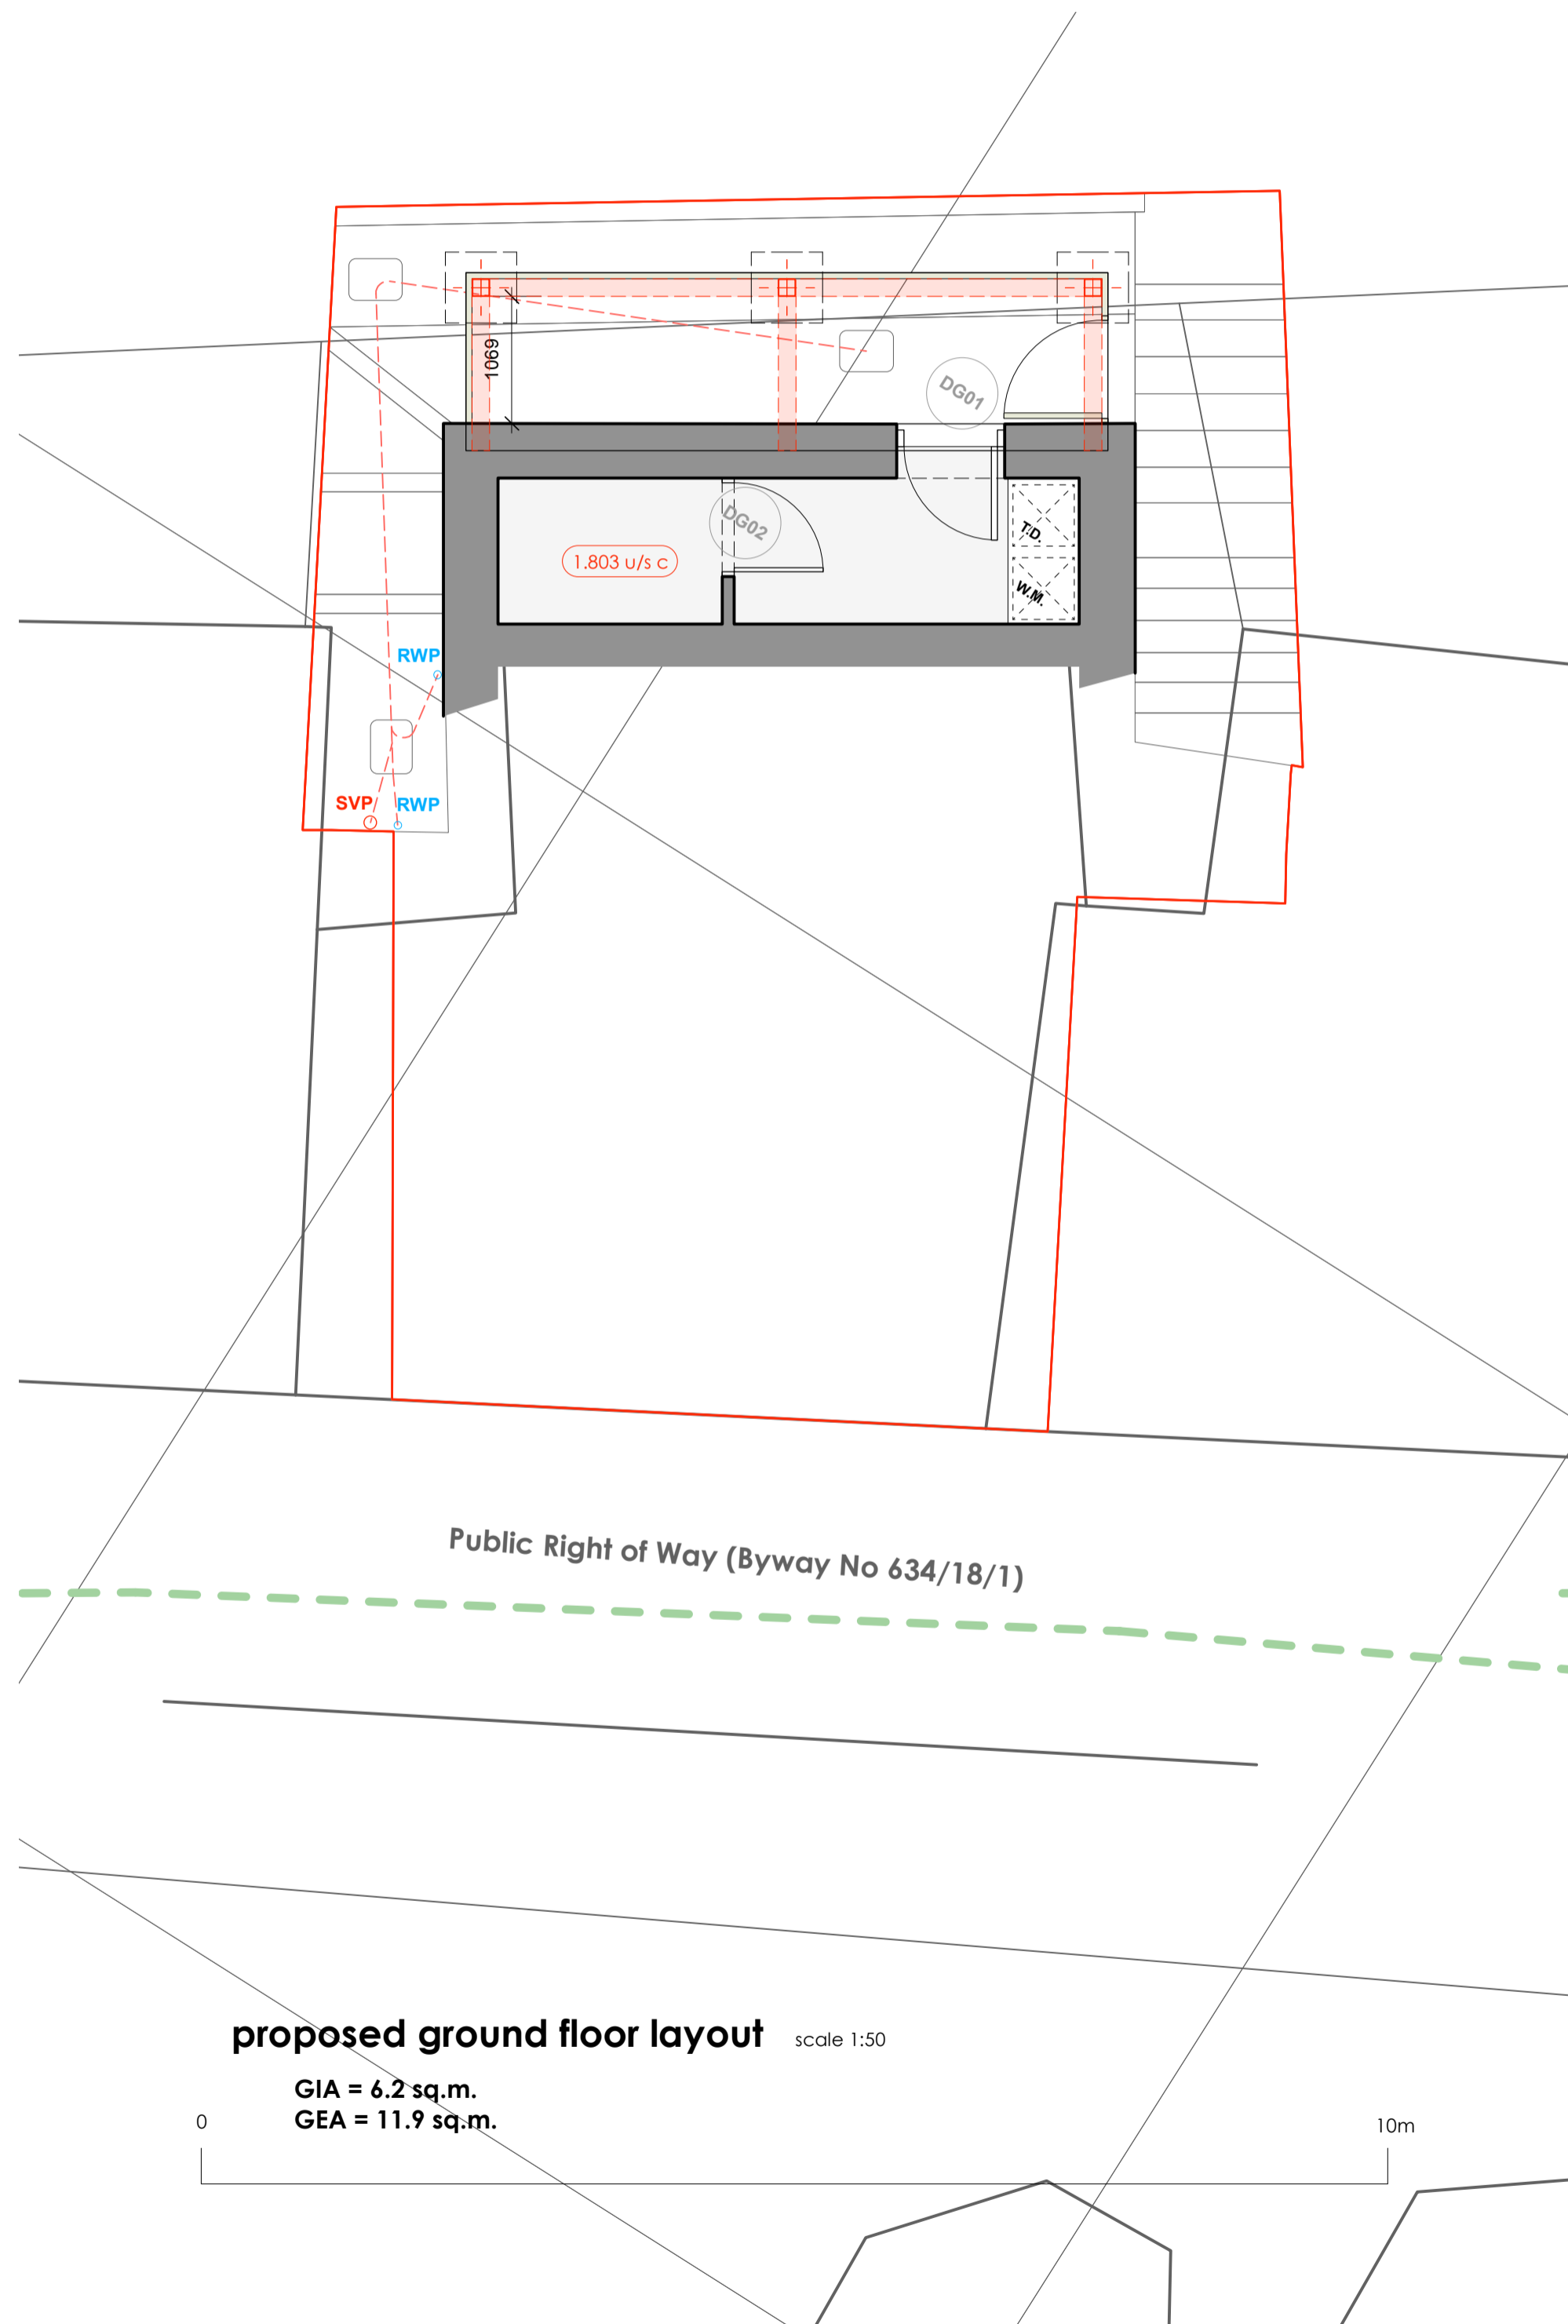 1069
DG01
DG02
1.803 u/s c
T.D.
W.M.
RWP
SVP
RWP
Public Right of Way (Byway No 634/18/1)
proposed ground floor layout scale 1:50
GIA = 6.2 sq.m.
GEA = 11.9 sq.m.
0
10m